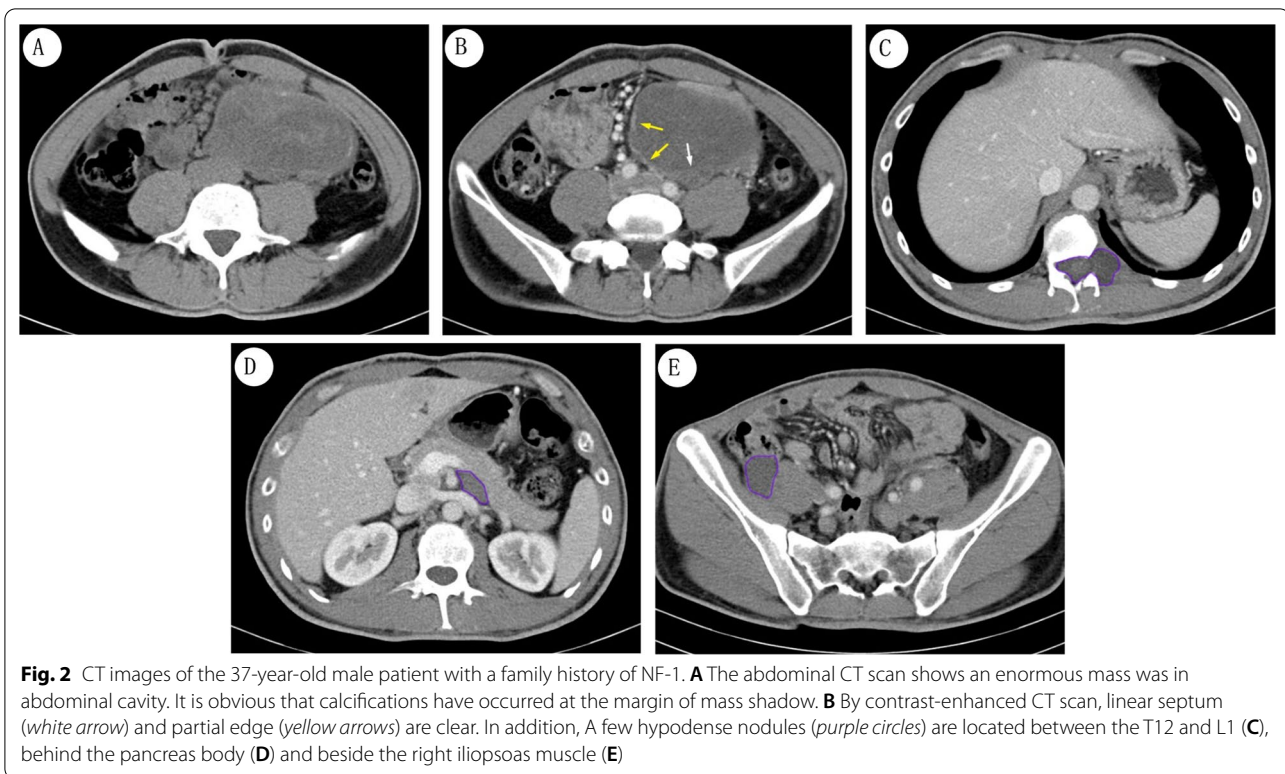 A
B
C
D
E
Fig. 2 CT images of the 37-year-old male patient with a family history of NF-1. A The abdominal CT scan shows an enormous mass was in
abdominal cavity. It is obvious that calcifications have occurred at the margin of mass shadow. B By contrast-enhanced CT scan, linear septum
(white arrow) and partial edge (yellow arrows) are clear. In addition, A few hypodense nodules (purple circles) are located between the T12 and L1 (C),
behind the pancreas body (D) and beside the right iliopsoas muscle (E)